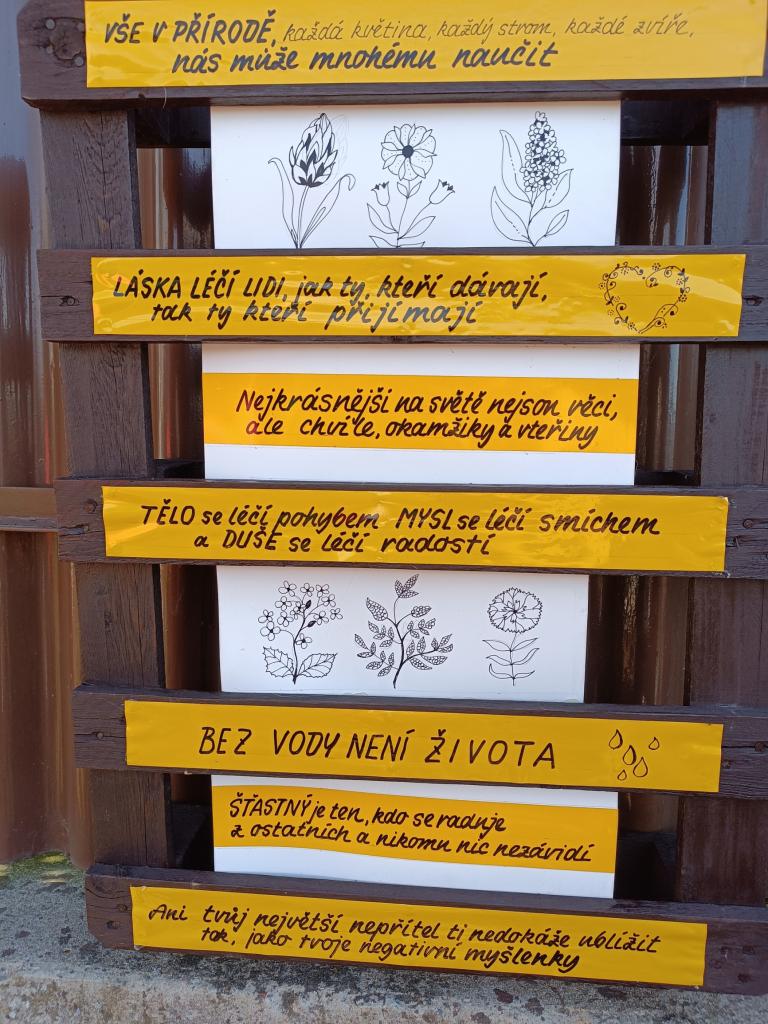 VŠE V PŘÍRODĚ, každá květina, každý strom, každé zvíře,
nás může mnohému naučit
LÁSKA LÉČÍ LIDI, jak ty, kteří dávají,
tak ty kteří přijímají
Nejkrásnější na světě nejsou věci,
ale chvíle, okamžiky a vteřiny
TĚLO se léčí pohybem MYSL se léčí smíchem
a DUŠE se léčí radostí
BEZ VODY NENÍ ŽIVOTA
ŠŤASTNÝ je ten, kdo se raduje
z ostatních a nikomu nic nezávidí
Ani tvůj největší nepřítel ti nedokáže ublížit
tak, jako tvoje negativní myšlenky